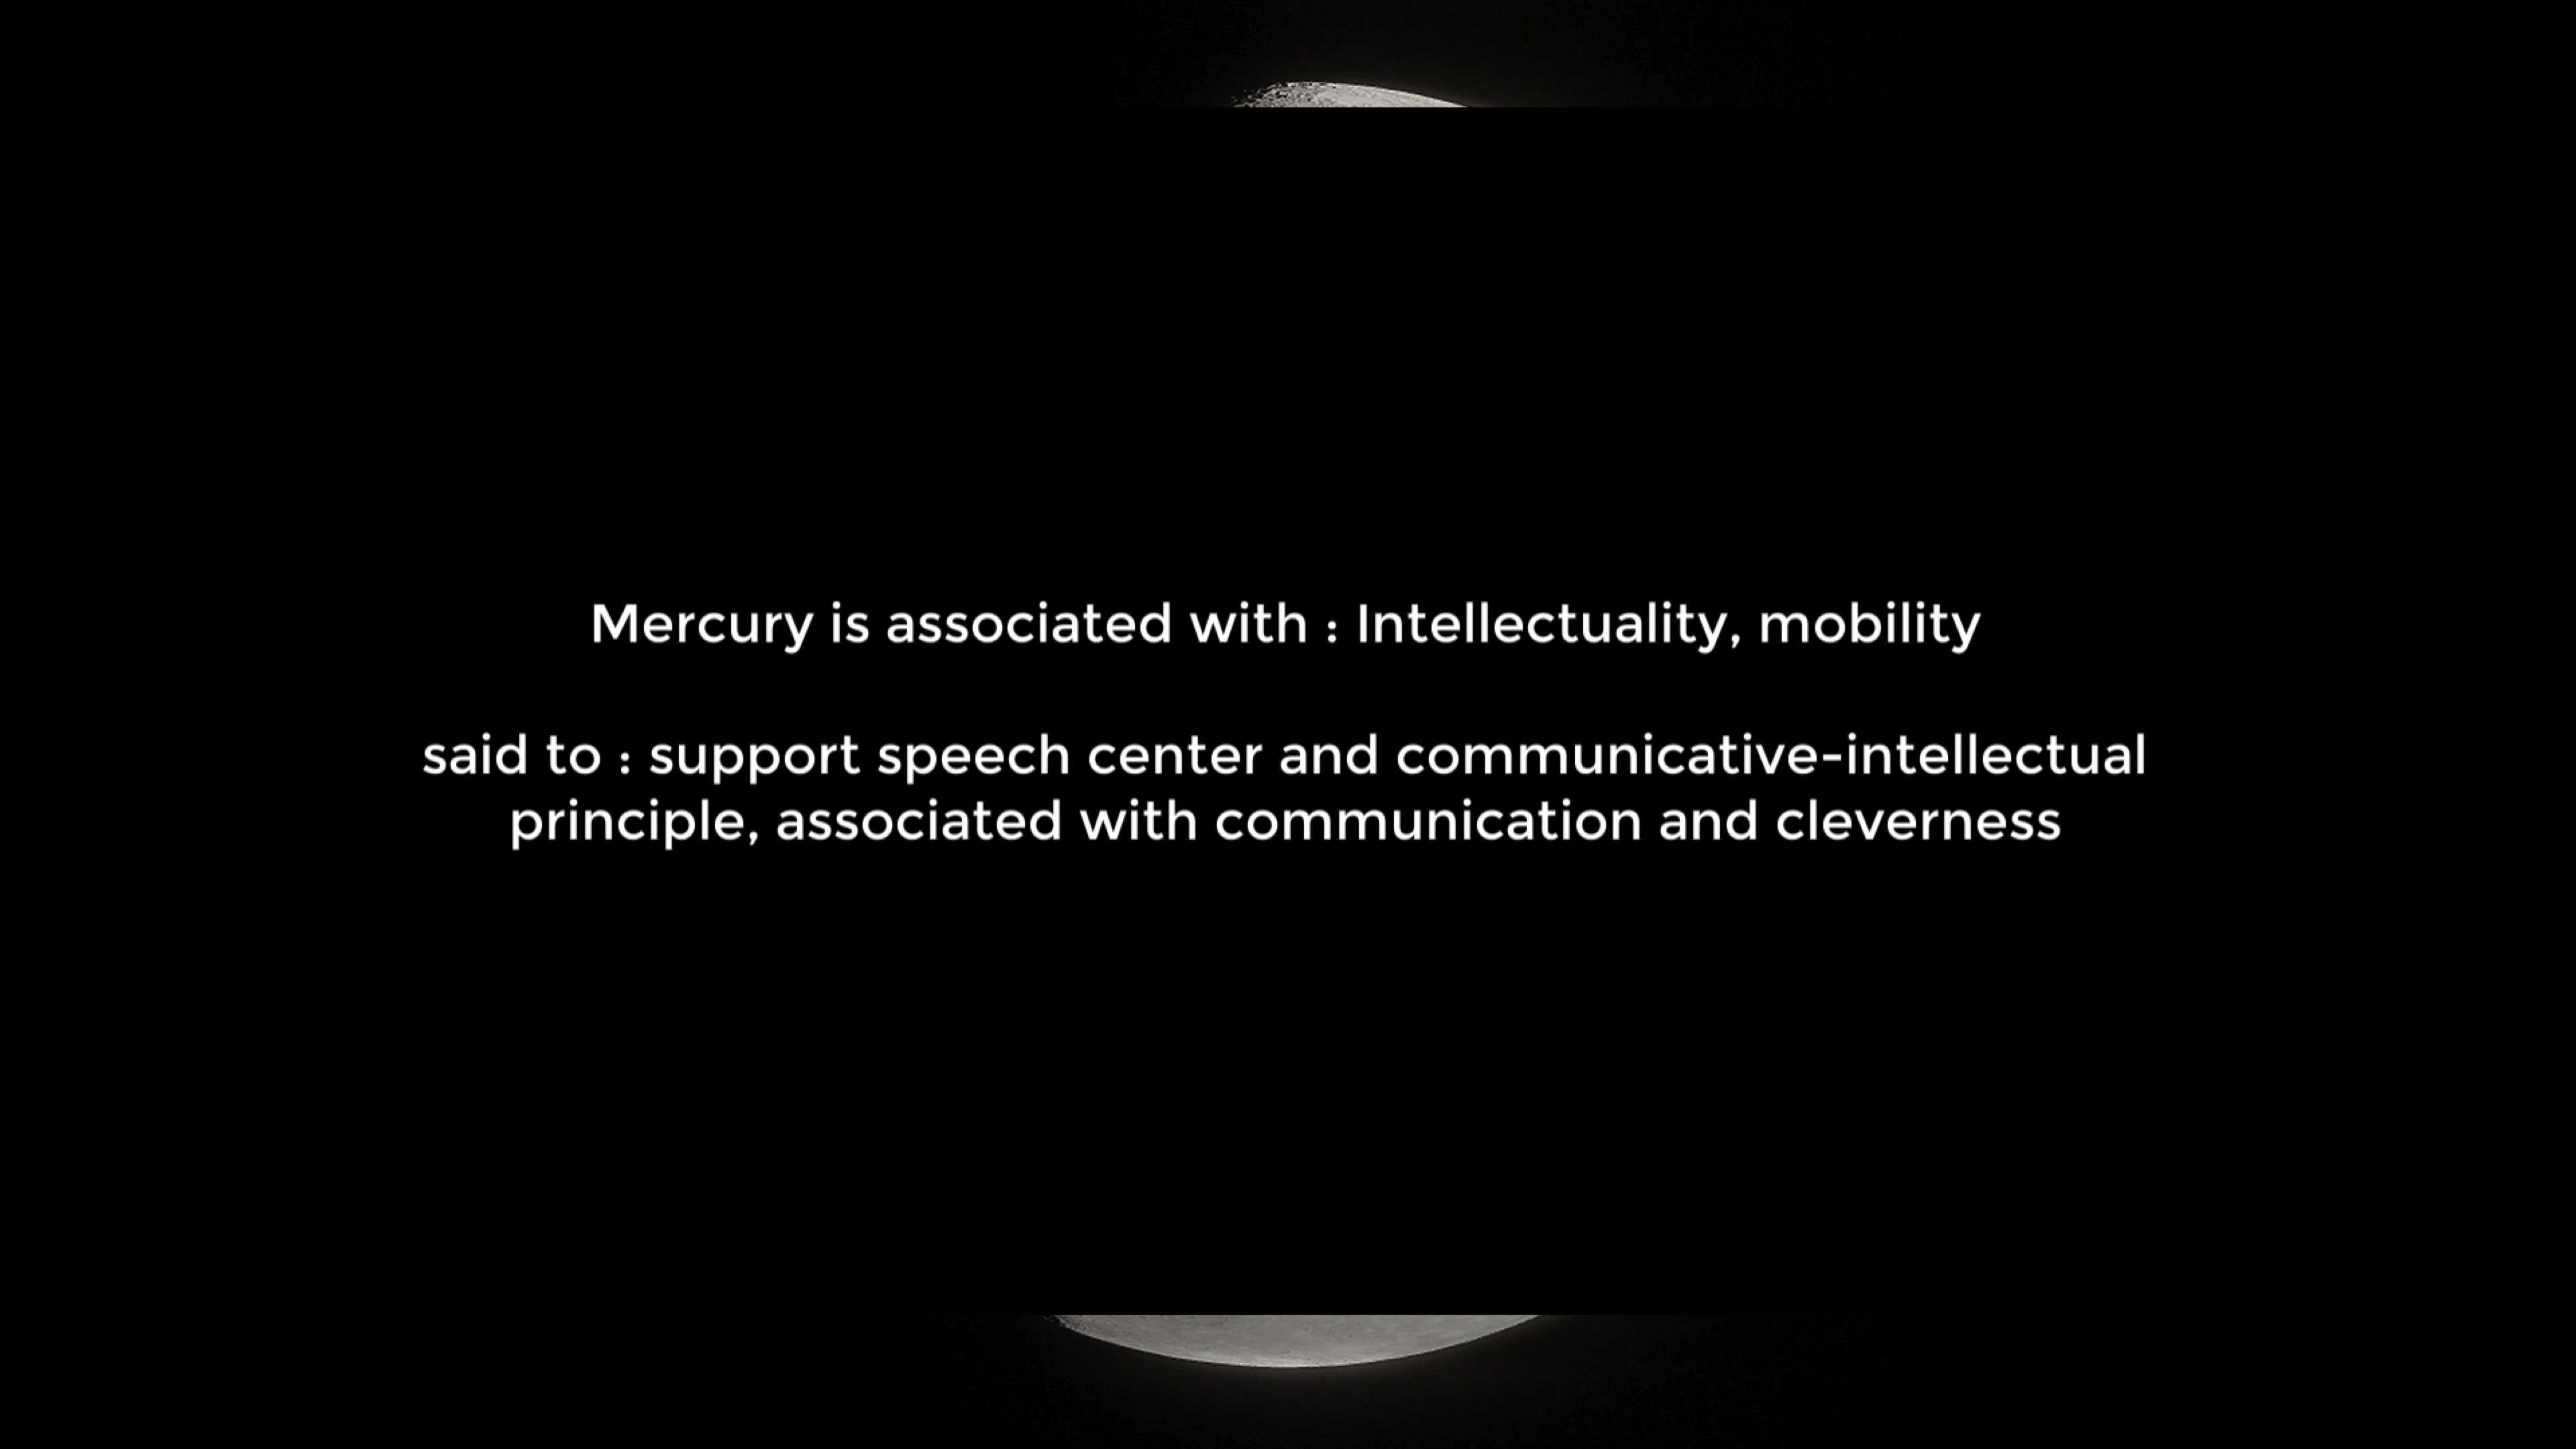 Mercury is associated with : Intellectuality, mobility
said to : support speech center and communicative-intellectual
principle, associated with communication and cleverness